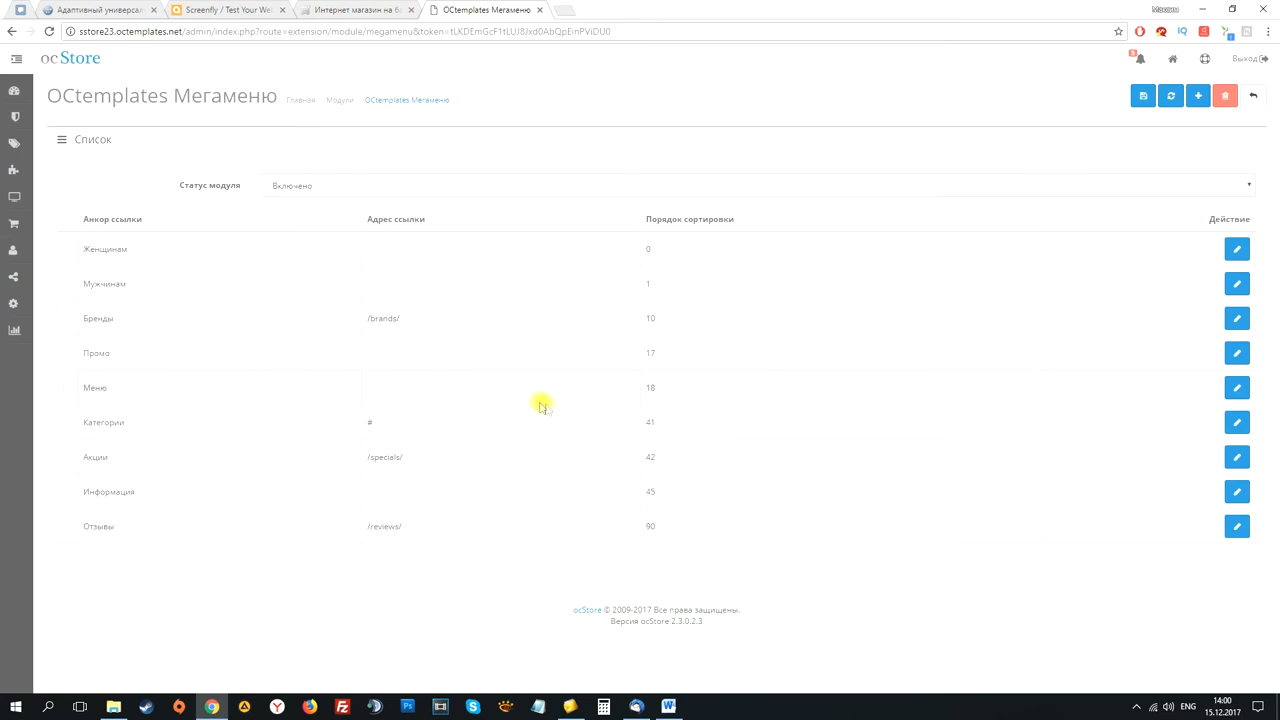 Адаптивный универсал
Screenfly / Test Your Wel
Интернет магазин на б
OCtemplates Мегаменю
sstore23.octemplates.net/admin/index.php?route=extension/module/megamenu&token=tLKDEmGcF1tLUJ8Jxd0AbQpEinPViDU0
ocStore
5
Выход
OCtemplates Мегаменю
Главная Модули OCtemplates Мегаменю
Список
Статус модуля Включено
Анкор ссылки Адрес ссылки Порядок сортировки Действие
Женщинам 0
Мужчинам 1
Бренды /brands/ 10
Промо 17
Меню 18
Категории # 41
Акции /specials/ 42
Информация 45
Отзывы /reviews/ 90
ocStore © 2009-2017 Все права защищены.
Версия ocStore 2.3.0.2.3
ENG
14:00
15.12.2017